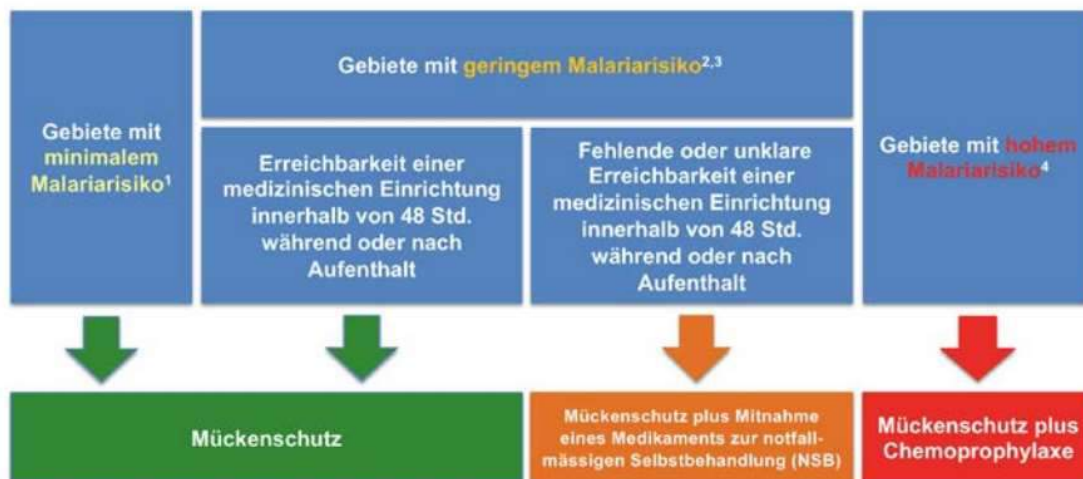 Gebiete mit
minimalem
Malariarisiko¹
Gebiete mit geringem Malariarisiko²,³
Erreichbarkeit einer
medizinischen Einrichtung
innerhalb von 48 Std.
während oder nach
Aufenthalt
Fehlende oder unklare
Erreichbarkeit einer
medizinischen Einrichtung
innerhalb von 48 Std.
während oder nach
Aufenthalt
Gebiete mit hohem
Malariarisiko⁴
Mückenschutz
Mückenschutz plus Mitnahme
eines Medikaments zur notfall-
mässigen Selbstbehandlung (NSB)
Mückenschutz plus
Chemoprophylaxe